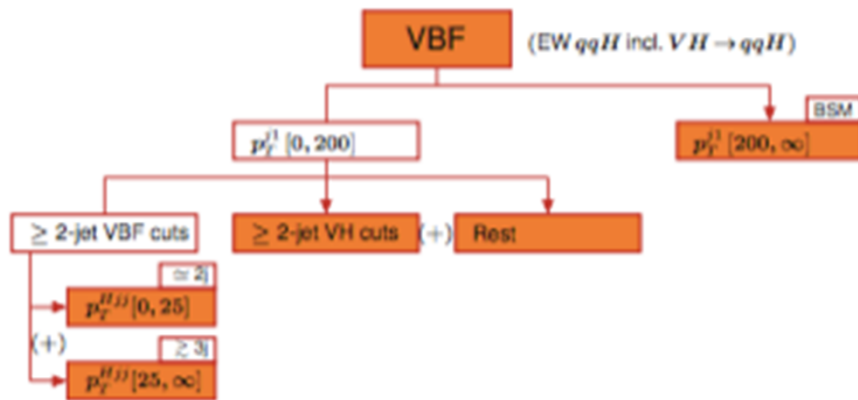 VBF (EW qqH incl. VH → qqH)
BSM
p_T^{j1} [0, 200]
p_T^{j1} [200, ∞]
≥ 2-jet VBF cuts
≥ 2-jet VH cuts (+) Rest
≃ 2j
p_T^{Hjj} [0, 25]
(+)
≳ 3j
p_T^{Hjj} [25, ∞]